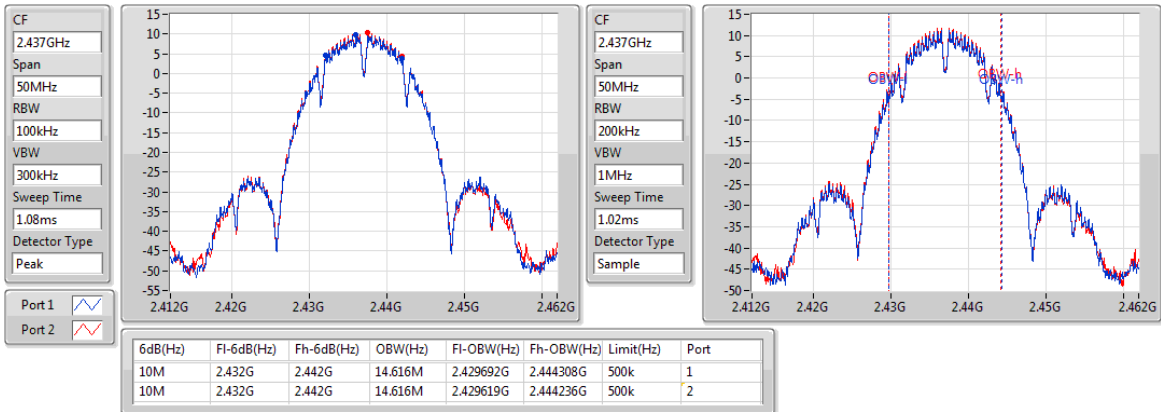 CF
2.437GHz
Span
50MHz
RBW
100kHz
VBW
300kHz
Sweep Time
1.08ms
Detector Type
Peak
Port 1
Port 2
15
10
5
0
-5
-10
-15
-20
-25
-30
-35
-40
-45
-50
-55
2.412G 2.42G 2.43G 2.44G 2.45G 2.462G
CF
2.437GHz
Span
50MHz
RBW
200kHz
VBW
1MHz
Sweep Time
1.02ms
Detector Type
Sample
15
10
5
0
-5
-10
-15
-20
-25
-30
-35
-40
-45
-50
OBW-h
OBW-h
2.412G 2.42G 2.43G 2.44G 2.45G 2.462G
6dB(Hz) Fl-6dB(Hz) Fh-6dB(Hz) OBW(Hz) Fl-OBW(Hz) Fh-OBW(Hz) Limit(Hz) Port
10M 2.432G 2.442G 14.616M 2.429692G 2.444308G 500k 1
10M 2.432G 2.442G 14.616M 2.429619G 2.444236G 500k 2